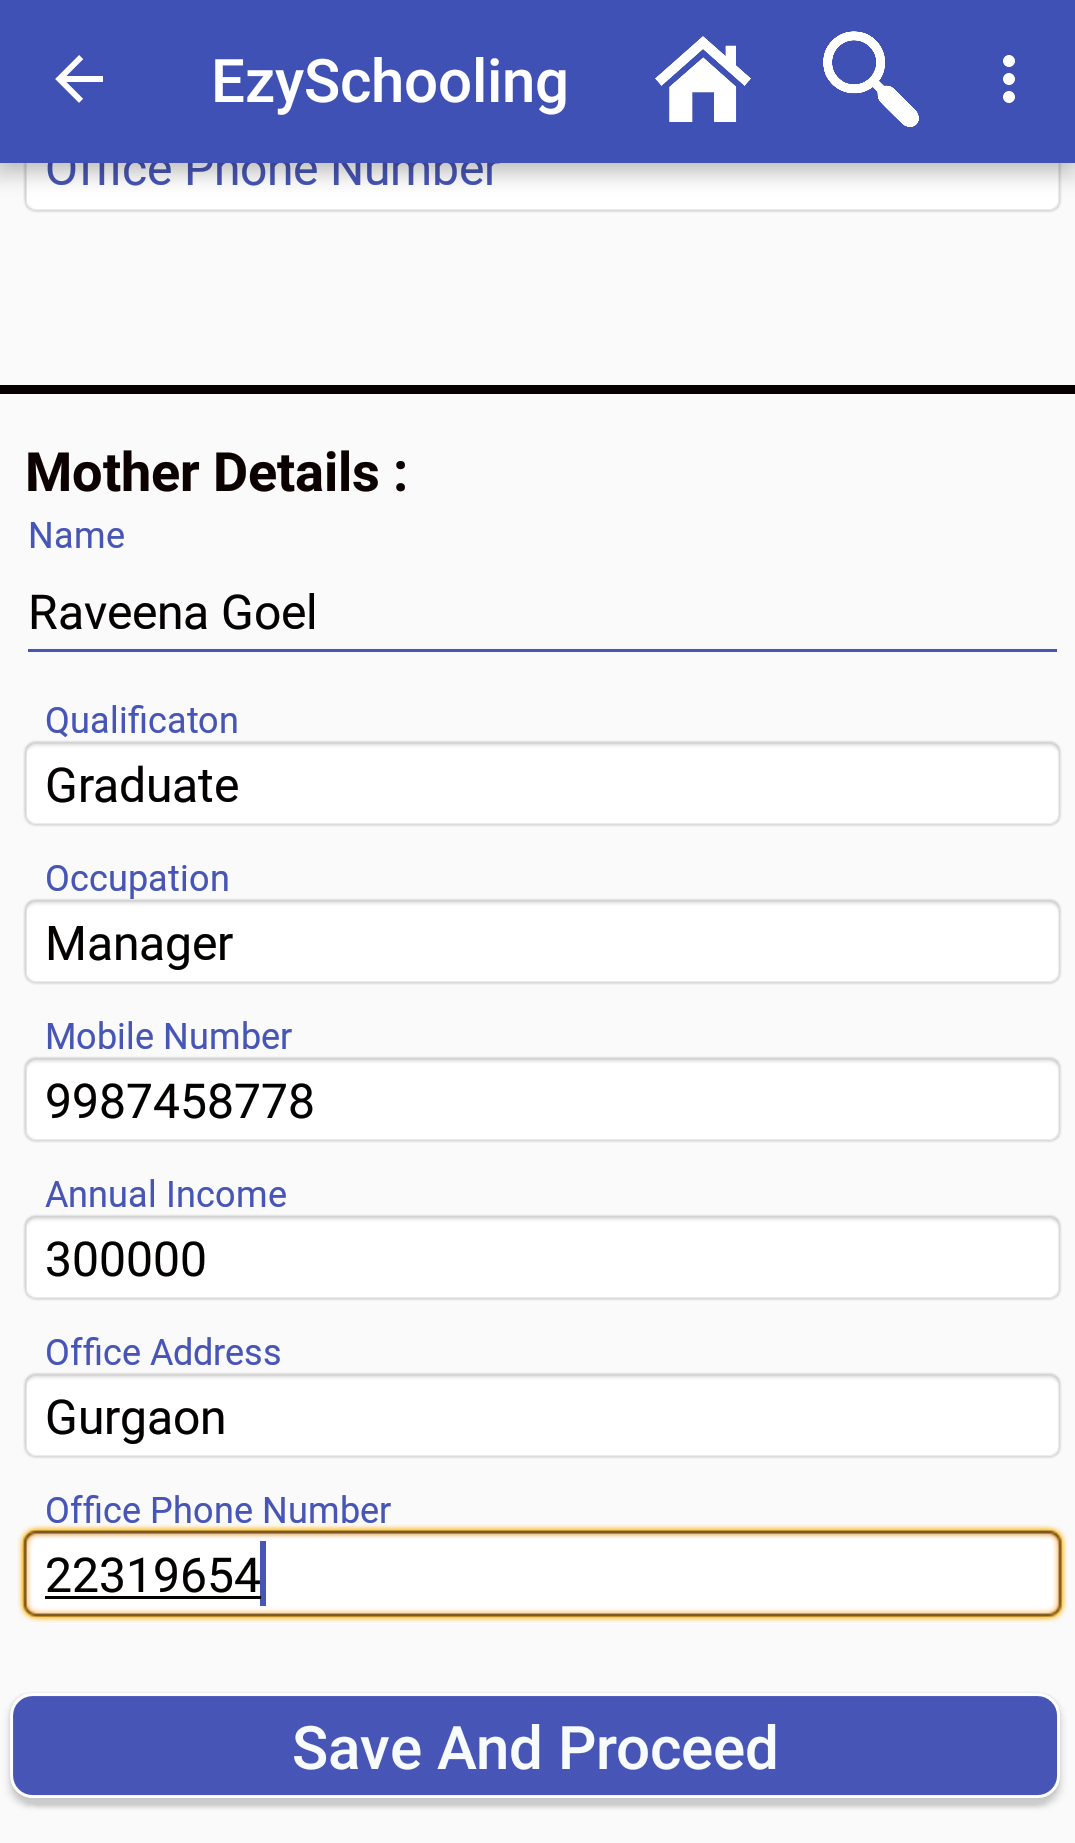 EzySchooling
Office Phone Number
Mother Details :
Name
Raveena Goel
Qualificaton
Graduate
Occupation
Manager
Mobile Number
9987458778
Annual Income
300000
Office Address
Gurgaon
Office Phone Number
22319654
Save And Proceed